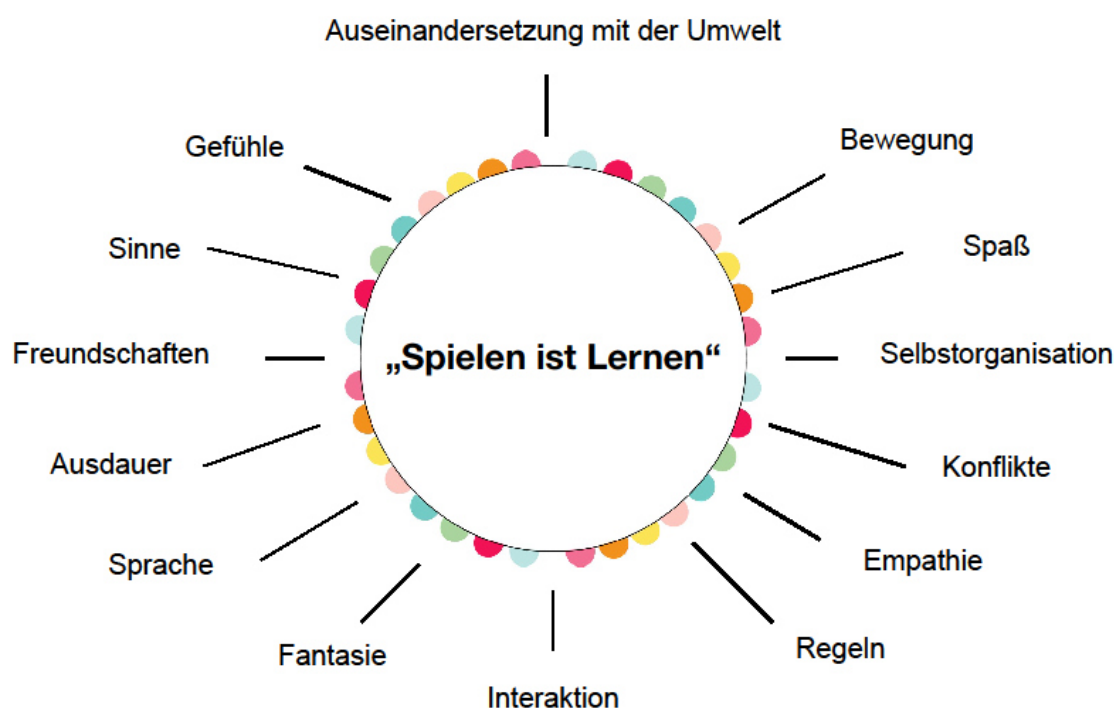 Auseinandersetzung mit der Umwelt
Gefühle
Bewegung
Sinne
Spaß
Freundschaften
„Spielen ist Lernen“
Selbstorganisation
Ausdauer
Konflikte
Sprache
Empathie
Fantasie
Regeln
Interaktion